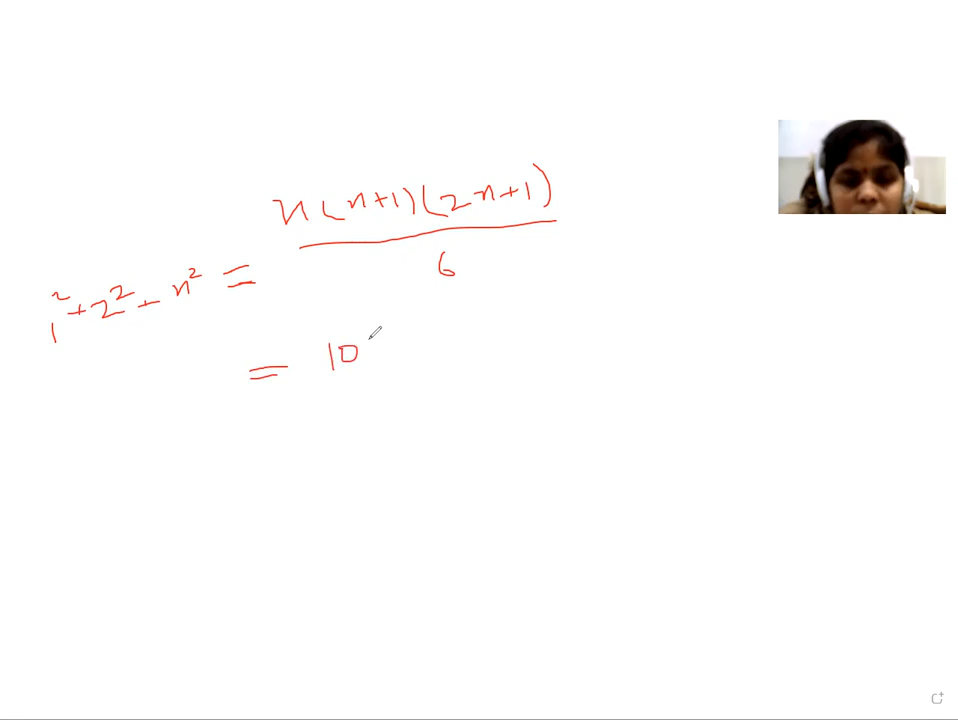 1² + 2² + n² = n(n+1)(2n+1)
6
= 10